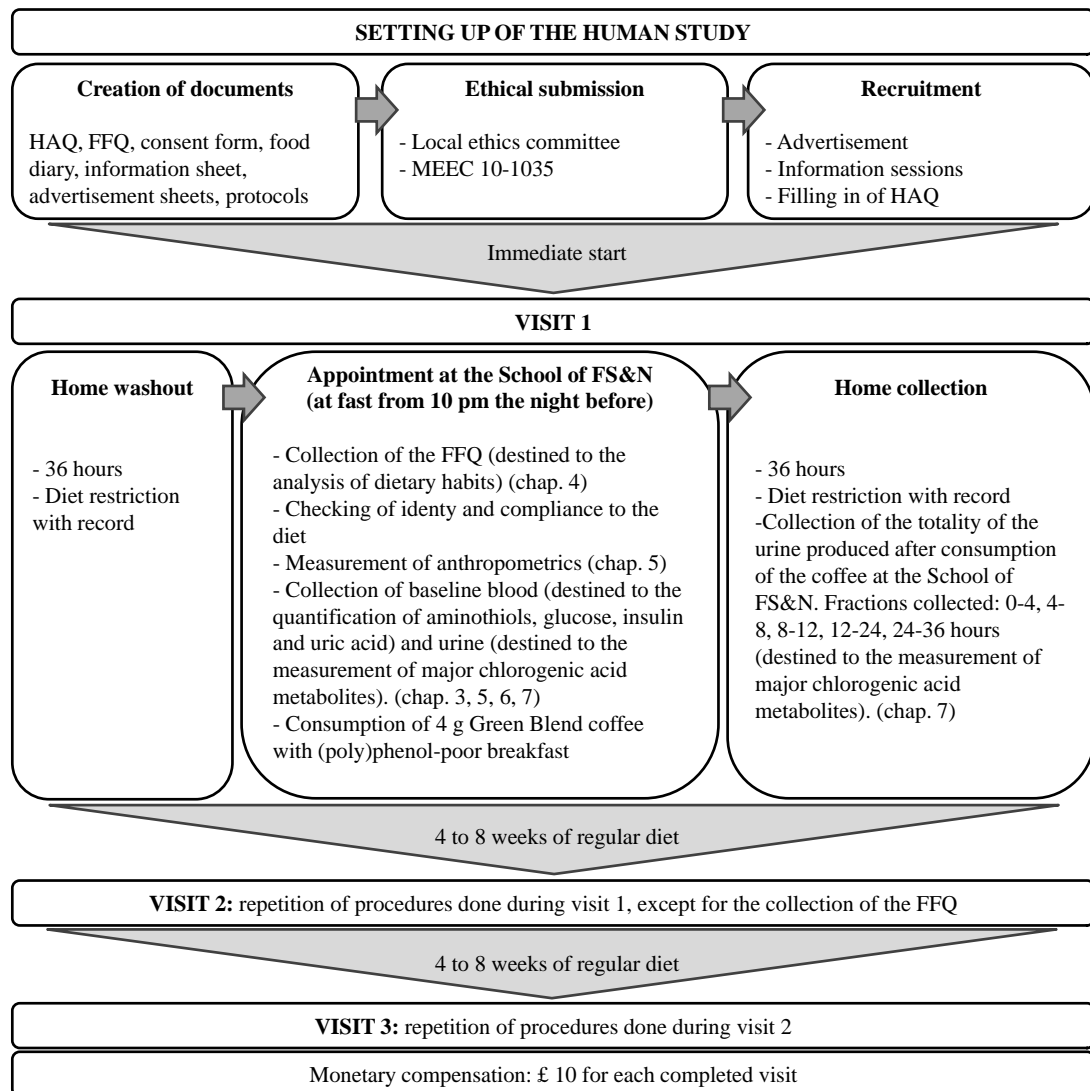 SETTING UP OF THE HUMAN STUDY
Creation of documents
HAQ, FFQ, consent form, food
diary, information sheet,
advertisement sheets, protocols
Ethical submission
- Local ethics committee
- MEEC 10-1035
Recruitment
- Advertisement
- Information sessions
- Filling in of HAQ
Immediate start
VISIT 1
Home washout
- 36 hours
- Diet restriction
with record
Appointment at the School of FS&N
(at fast from 10 pm the night before)
- Collection of the FFQ (destined to the
analysis of dietary habits) (chap. 4)
- Checking of identy and compliance to the
diet
- Measurement of anthropometrics (chap. 5)
- Collection of baseline blood (destined to the
quantification of aminothiols, glucose, insulin
and uric acid) and urine (destined to the
measurement of major chlorogenic acid
metabolites). (chap. 3, 5, 6, 7)
- Consumption of 4 g Green Blend coffee
with (poly)phenol-poor breakfast
Home collection
- 36 hours
- Diet restriction with record
-Collection of the totality of the
urine produced after consumption
of the coffee at the School of
FS&N. Fractions collected: 0-4, 4-
8, 8-12, 12-24, 24-36 hours
(destined to the measurement of
major chlorogenic acid
metabolites). (chap. 7)
4 to 8 weeks of regular diet
VISIT 2: repetition of procedures done during visit 1, except for the collection of the FFQ
4 to 8 weeks of regular diet
VISIT 3: repetition of procedures done during visit 2
Monetary compensation: £ 10 for each completed visit